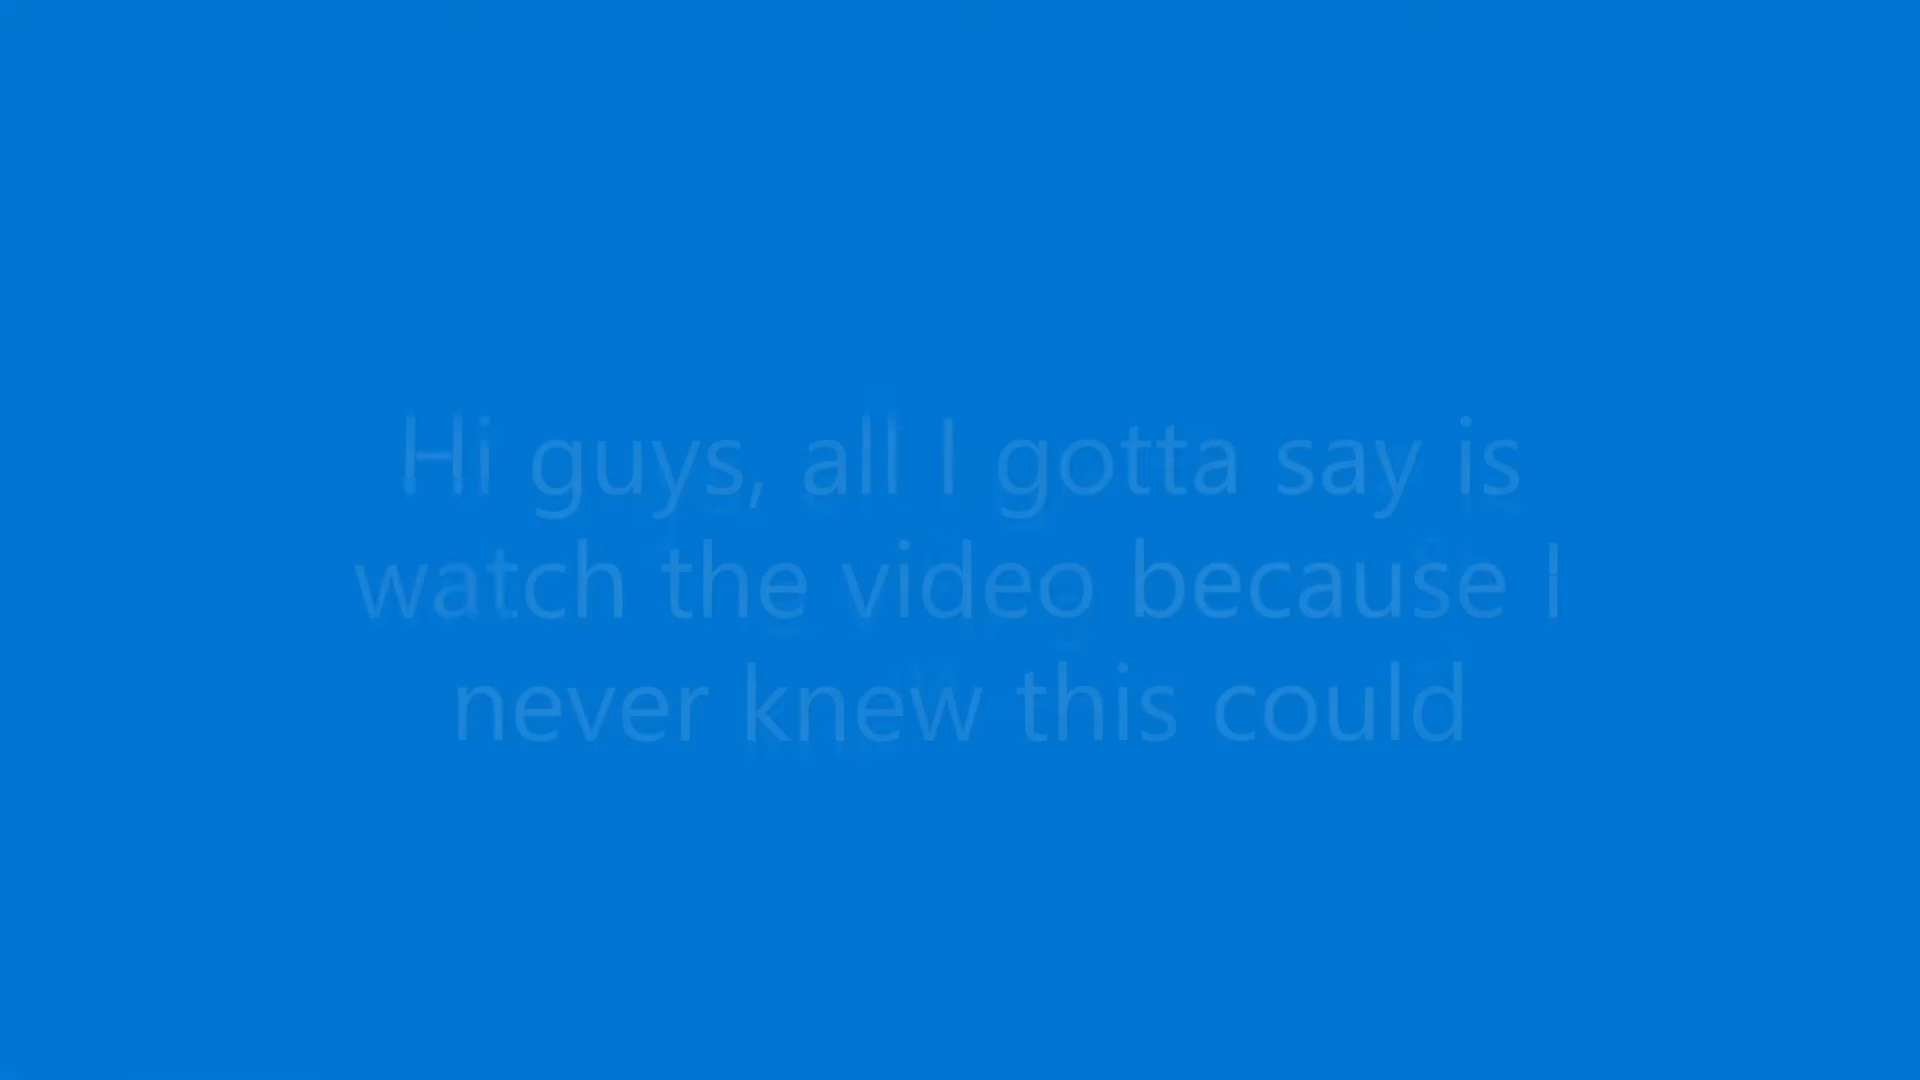 Hi guys, all I gotta say is
watch the video because I
never knew this could